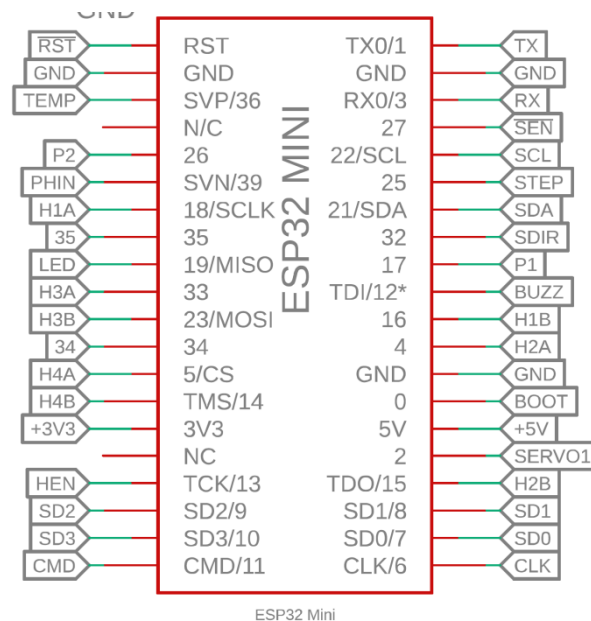 GND
RST RST TX0/1 TX
GND GND GND GND
TEMP SVP/36 RX0/3 RX
N/C 27 SEN
P2 26 22/SCL SCL
PHIN SVN/39 25 STEP
H1A 18/SCLK 21/SDA SDA
35 35 32 SDIR
LED 19/MISO 17 P1
H3A 33 TDI/12* BUZZ
H3B 23/MOSI 16 H1B
34 34 4 H2A
H4A 5/CS GND GND
H4B TMS/14 0 BOOT
+3V3 3V3 5V +5V
NC 2 SERVO1
HEN TCK/13 TDO/15 H2B
SD2 SD2/9 SD1/8 SD1
SD3 SD3/10 SD0/7 SD0
CMD CMD/11 CLK/6 CLK
ESP32 MINI
ESP32 Mini